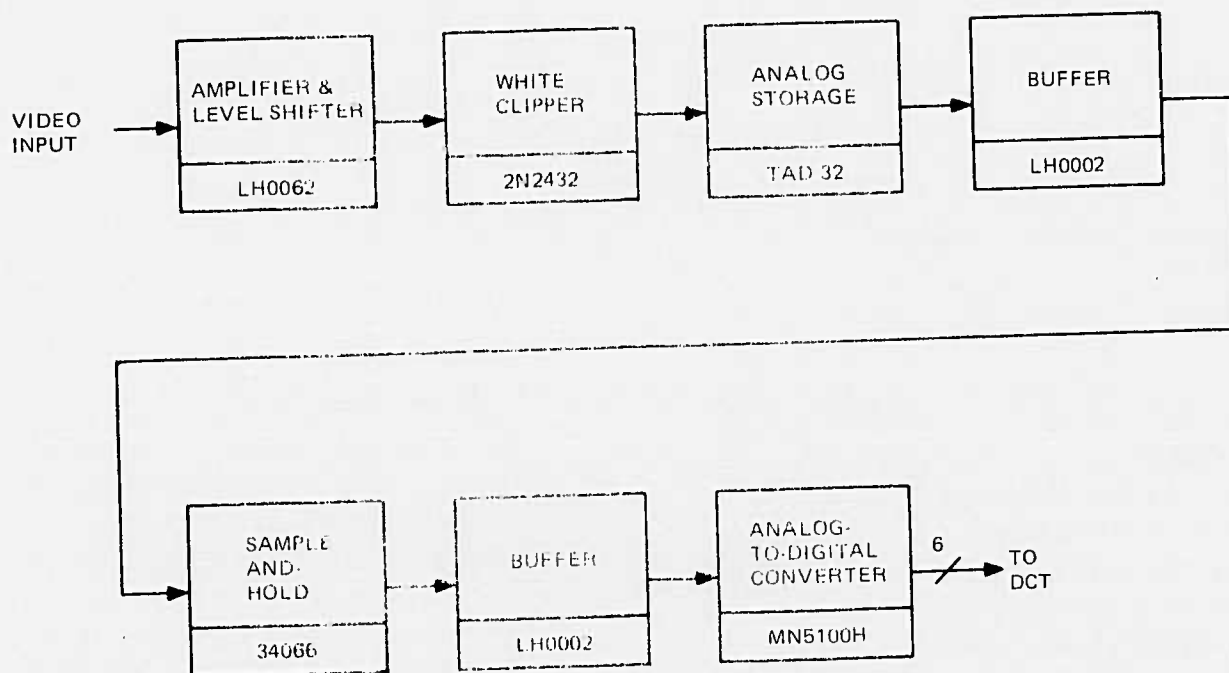 VIDEO
INPUT
AMPLIFIER &
LEVEL SHIFTER
LH0062
WHITE
CLIPPER
2N2432
ANALOG
STORAGE
TAD 32
BUFFER
LH0002
SAMPLE
AND-
HOLD
34066
BUFFER
LH0002
ANALOG-
TO-DIGITAL
CONVERTER
MN5100H
6
TO
DCT